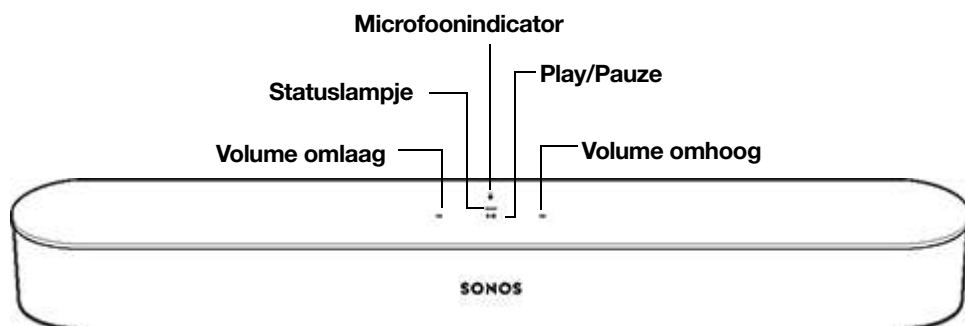 Microfoonindicator
Play/Pauze
Statuslampje
Volume omlaag
Volume omhoog
SONOS